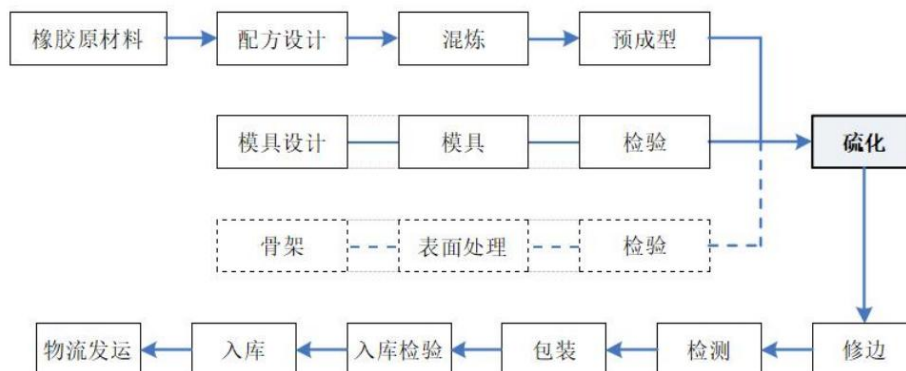 橡胶原材料
配方设计
混炼
预成型
模具设计
模具
检验
硫化
骨架
表面处理
检验
物流发运
入库
入库检验
包装
检测
修边